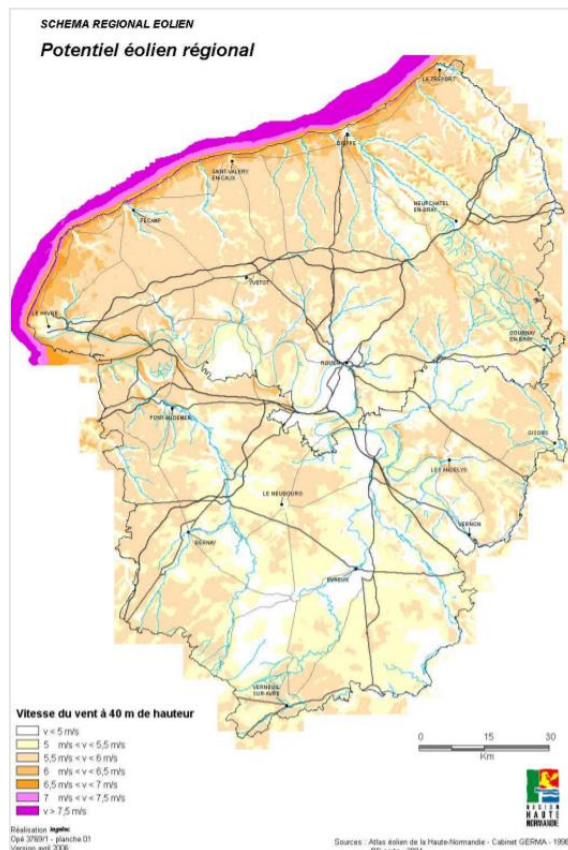 SCHEMA REGIONAL EOLIEN
Potentiel éolien régional
LE TREPORT
DIEPPE
SAINT-VALERY
EN-CAUX
NEUFCHATEL
EN-BRAY
FECAMP
YVETOT
LE HAVRE
GOURNAY
EN-BRAY
ROUEN
PONT-AUDEMER
GISORS
LES ANDELYS
LE NEUBOURG
VERNON
BERNAY
EVREUX
VERNEUIL
SUR-AVRE
Vitesse du vent à 40 m de hauteur
v < 5 m/s
5 m/s < v < 5,5 m/s
5,5 m/s < v < 6 m/s
6 m/s < v < 6,5 m/s
6,5 m/s < v < 7 m/s
7 m/s < v < 7,5 m/s
v > 7,5 m/s
0 15 30
Km
REGION
HAUTE
NORMANDIE
Réalisation
Opé 3769/1 - planche 01
Version avril 2006
Sources : Atlas éolien de la Haute-Normandie - Cabinet GERMA - 1996